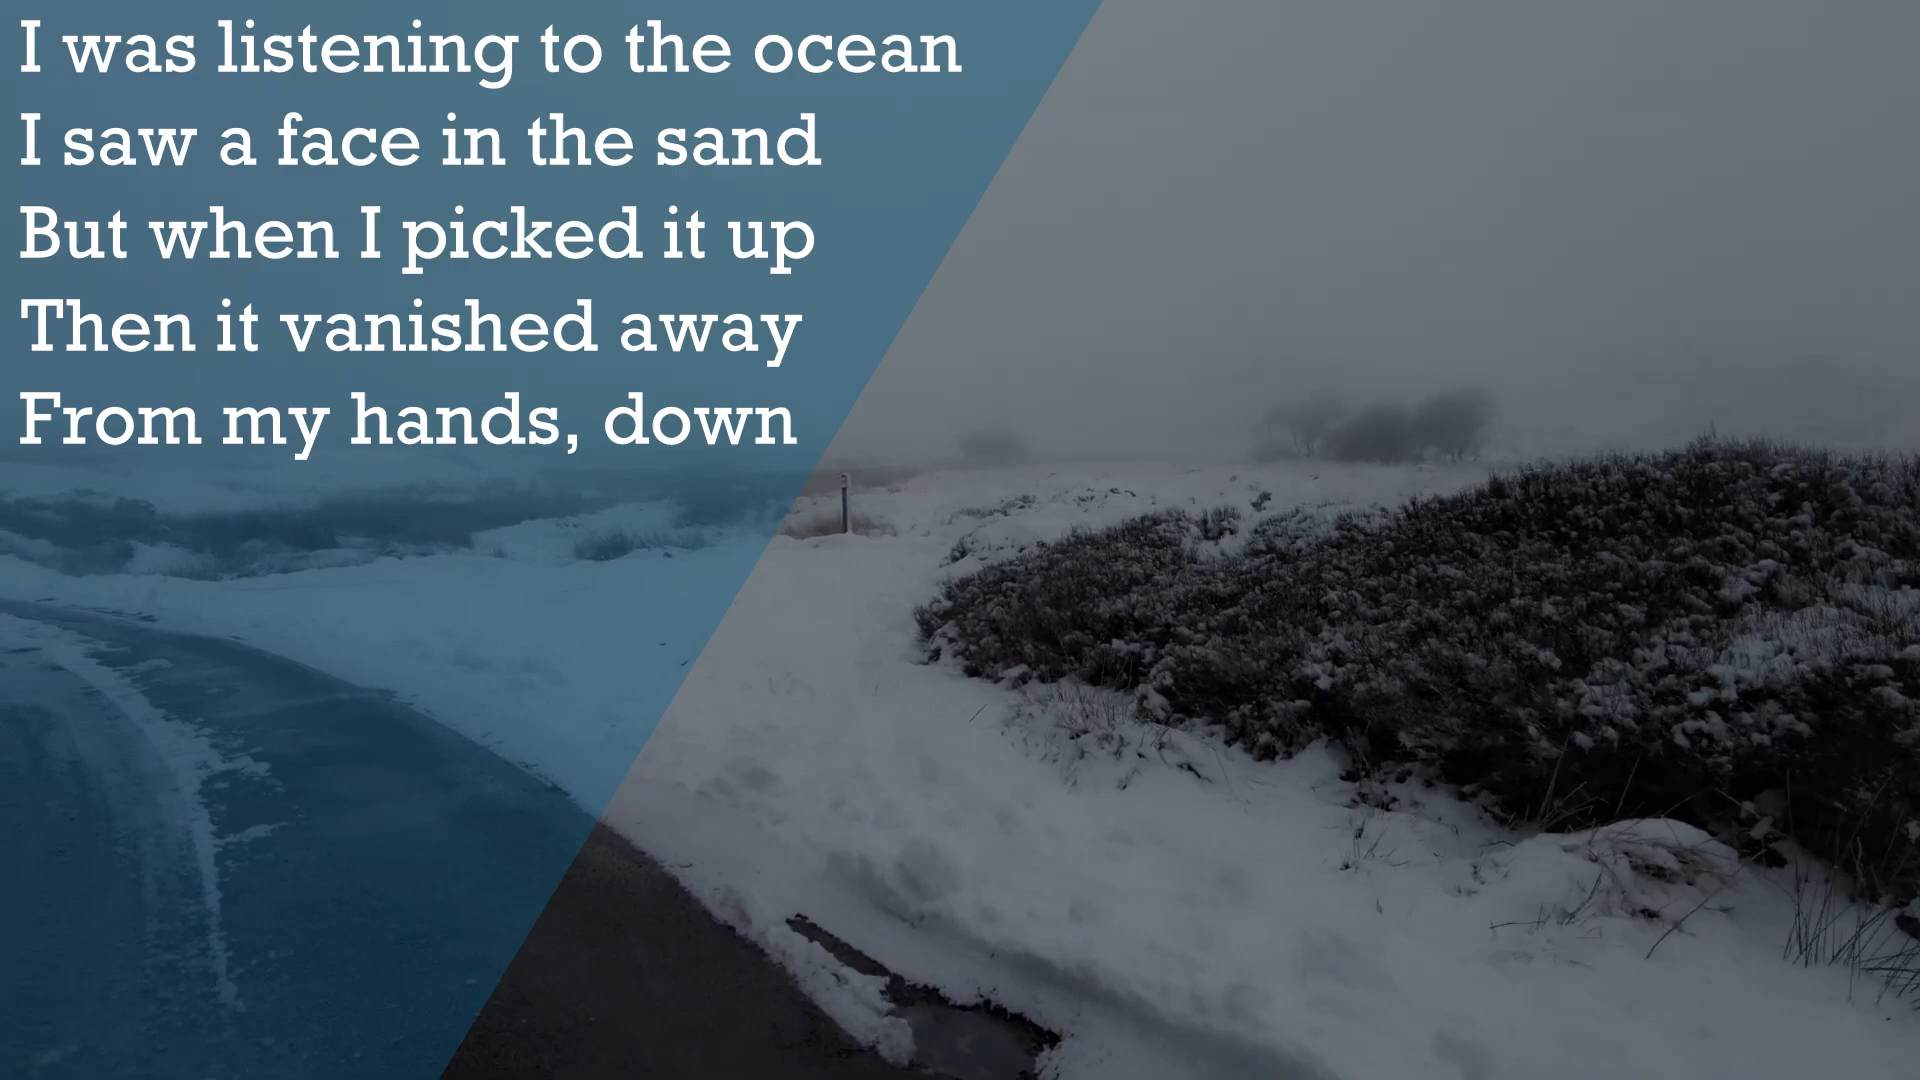 I was listening to the ocean
I saw a face in the sand
But when I picked it up
Then it vanished away
From my hands, down